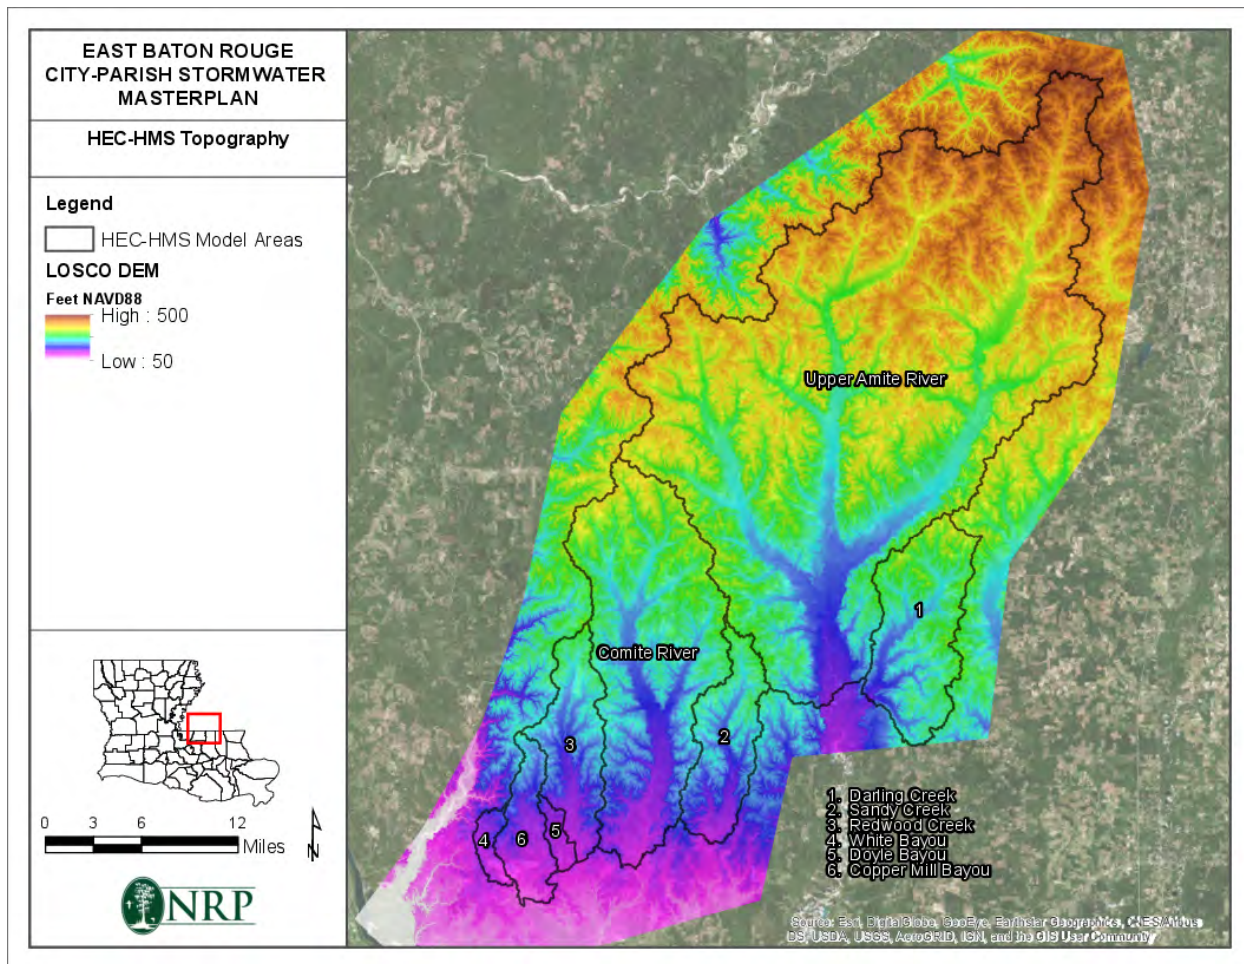 EAST BATON ROUGE
CITY-PARISH STORMWATER
MASTERPLAN
HEC-HMS Topography
Legend
HEC-HMS Model Areas
LOSCO DEM
Feet NAVD88
High : 500
Low : 50
0 3 6 12
Miles
N
NRP
Upper Amite River
Comite River
1
2
3
4
5
6
1. Darling Creek
2. Sandy Creek
3. Redwood Creek
4. White Bayou
5. Doyle Bayou
6. Copper Mill Bayou
Source: Esri, DigitalGlobe, GeoEye, Earthstar Geographics, CNES/Airbus
DS, USDA, USGS, AeroGRID, IGN, and the GIS User Community